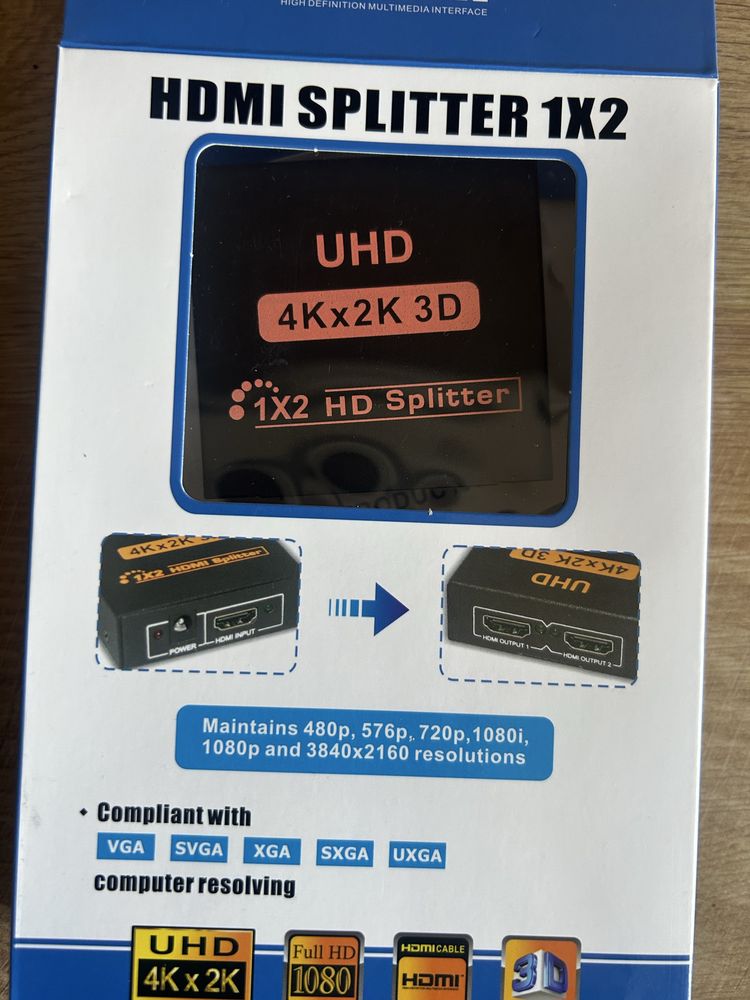 HIGH DEFINITION MULTIMEDIA INTERFACE
HDMI SPLITTER 1X2
UHD
4Kx2K 3D
1X2 HD Splitter
4Kx2K
1X2 HDMI Splitter
POWER
HDMI INPUT
4Kx2K 3D
UHD
HDMI OUTPUT 1
HDMI OUTPUT 2
Maintains 480p, 576p, 720p,1080i,
1080p and 3840x2160 resolutions
Compliant with
VGA SVGA XGA SXGA UXGA
computer resolving
UHD
4K x 2K
Full HD
1080
HDMI CABLE
HDMI
3D